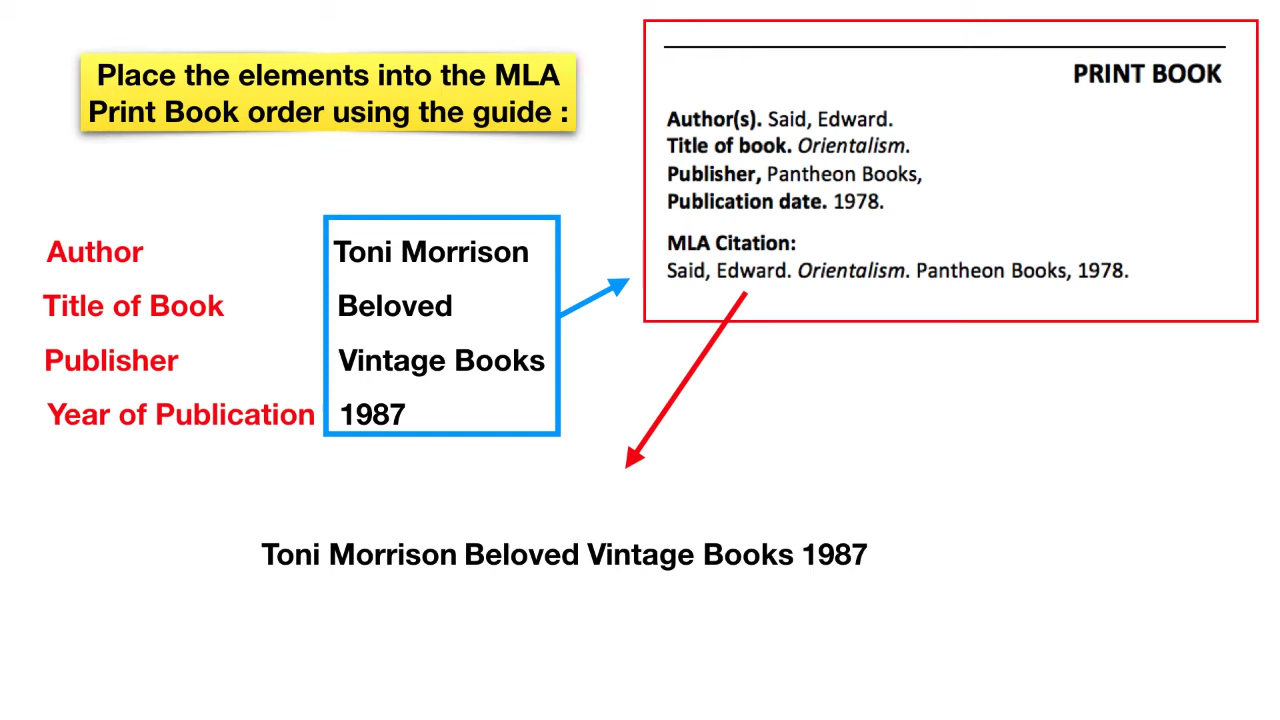 Place the elements into the MLA
Print Book order using the guide :
PRINT BOOK
Author(s). Said, Edward.
Title of book. Orientalism.
Publisher, Pantheon Books,
Publication date. 1978.
MLA Citation:
Said, Edward. Orientalism. Pantheon Books, 1978.
Author Toni Morrison
Title of Book Beloved
Publisher Vintage Books
Year of Publication 1987
Toni Morrison Beloved Vintage Books 1987